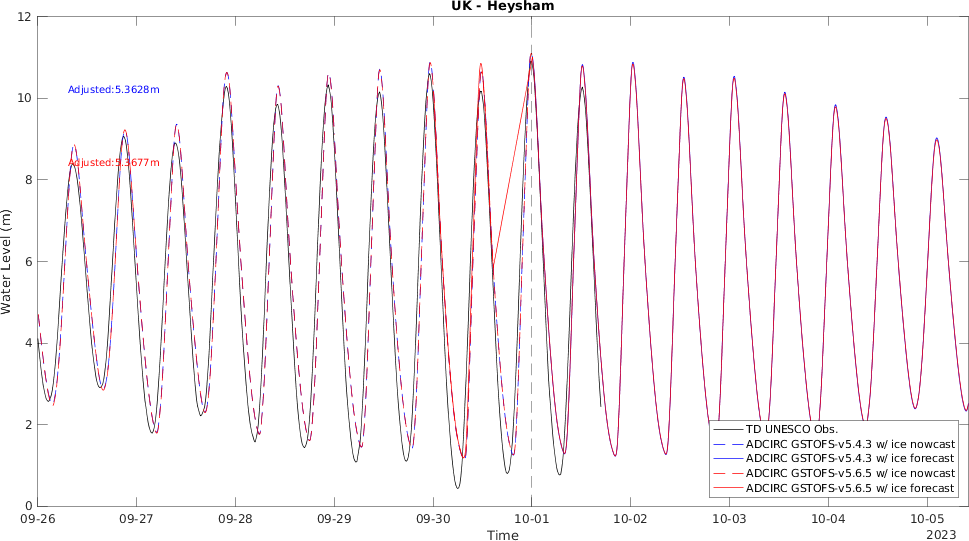 UK - Heysham
12
10
8
6
4
2
0
Water Level (m)
Adjusted:5.3628m
Adjusted:5.3677m
TD UNESCO Obs.
ADCIRC GSTOFS-v5.4.3 w/ ice nowcast
ADCIRC GSTOFS-v5.4.3 w/ ice forecast
ADCIRC GSTOFS-v5.6.5 w/ ice nowcast
ADCIRC GSTOFS-v5.6.5 w/ ice forecast
09-26 09-27 09-28 09-29 09-30 10-01 10-02 10-03 10-04 10-05
Time
2023